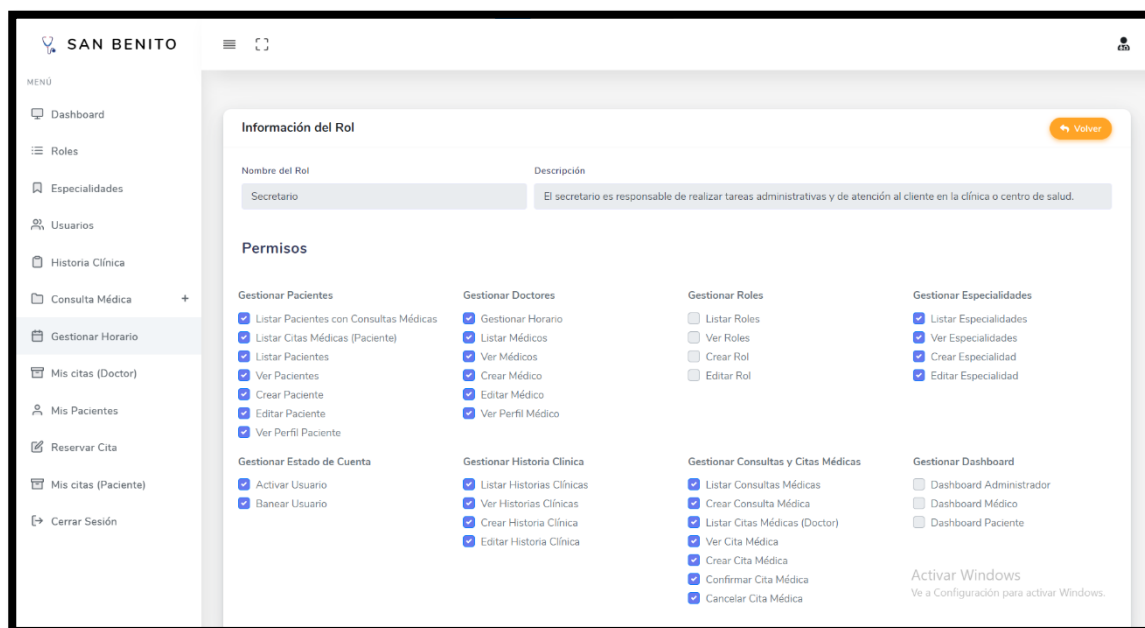 SAN BENITO
MENÚ
Dashboard
Roles
Especialidades
Usuarios
Historia Clínica
Consulta Médica +
Gestionar Horario
Mis citas (Doctor)
Mis Pacientes
Reservar Cita
Mis citas (Paciente)
Cerrar Sesión
Información del Rol
Volver
Nombre del Rol
Secretario
Descripción
El secretario es responsable de realizar tareas administrativas y de atención al cliente en la clínica o centro de salud.
Permisos
Gestionar Pacientes
Listar Pacientes con Consultas Médicas
Listar Citas Médicas (Paciente)
Listar Pacientes
Ver Pacientes
Crear Paciente
Editar Paciente
Ver Perfil Paciente
Gestionar Doctores
Gestionar Horario
Listar Médicos
Ver Médicos
Crear Médico
Editar Médico
Ver Perfil Médico
Gestionar Roles
Listar Roles
Ver Roles
Crear Rol
Editar Rol
Gestionar Especialidades
Listar Especialidades
Ver Especialidades
Crear Especialidad
Editar Especialidad
Gestionar Estado de Cuenta
Activar Usuario
Banear Usuario
Gestionar Historia Clinica
Listar Historias Clínicas
Ver Historias Clínicas
Crear Historia Clínica
Editar Historia Clínica
Gestionar Consultas y Citas Médicas
Listar Consultas Médicas
Crear Consulta Médica
Listar Citas Médicas (Doctor)
Ver Cita Médica
Crear Cita Médica
Confirmar Cita Médica
Cancelar Cita Médica
Gestionar Dashboard
Dashboard Administrador
Dashboard Médico
Dashboard Paciente
Activar Windows
Ve a Configuración para activar Windows.